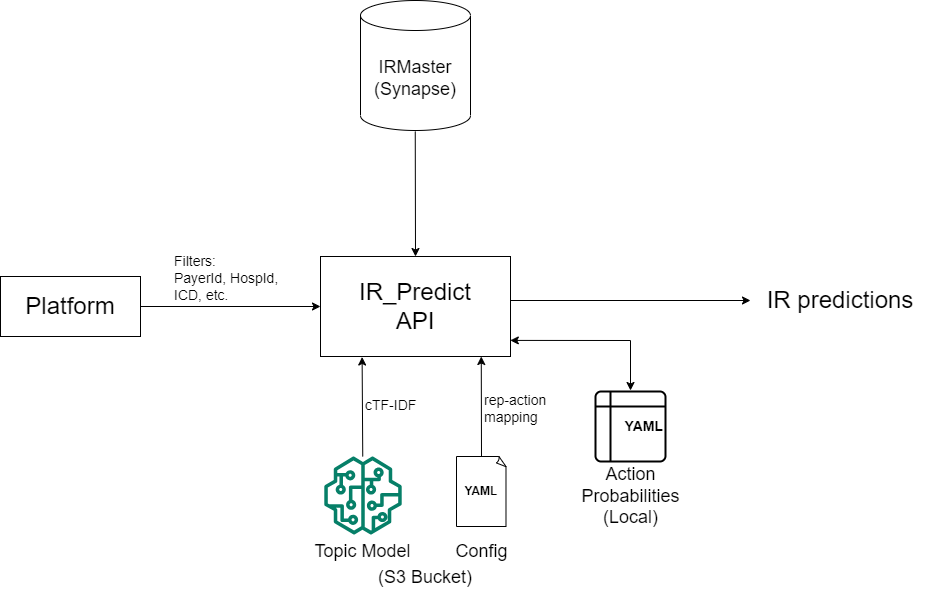 IRMaster
(Synapse)
Filters:
PayerId, HospId,
ICD, etc.
Platform
IR_Predict
API
IR predictions
cTF-IDF
rep-action
mapping
YAML
YAML
Action
Probabilities
(Local)
Topic Model
Config
(S3 Bucket)